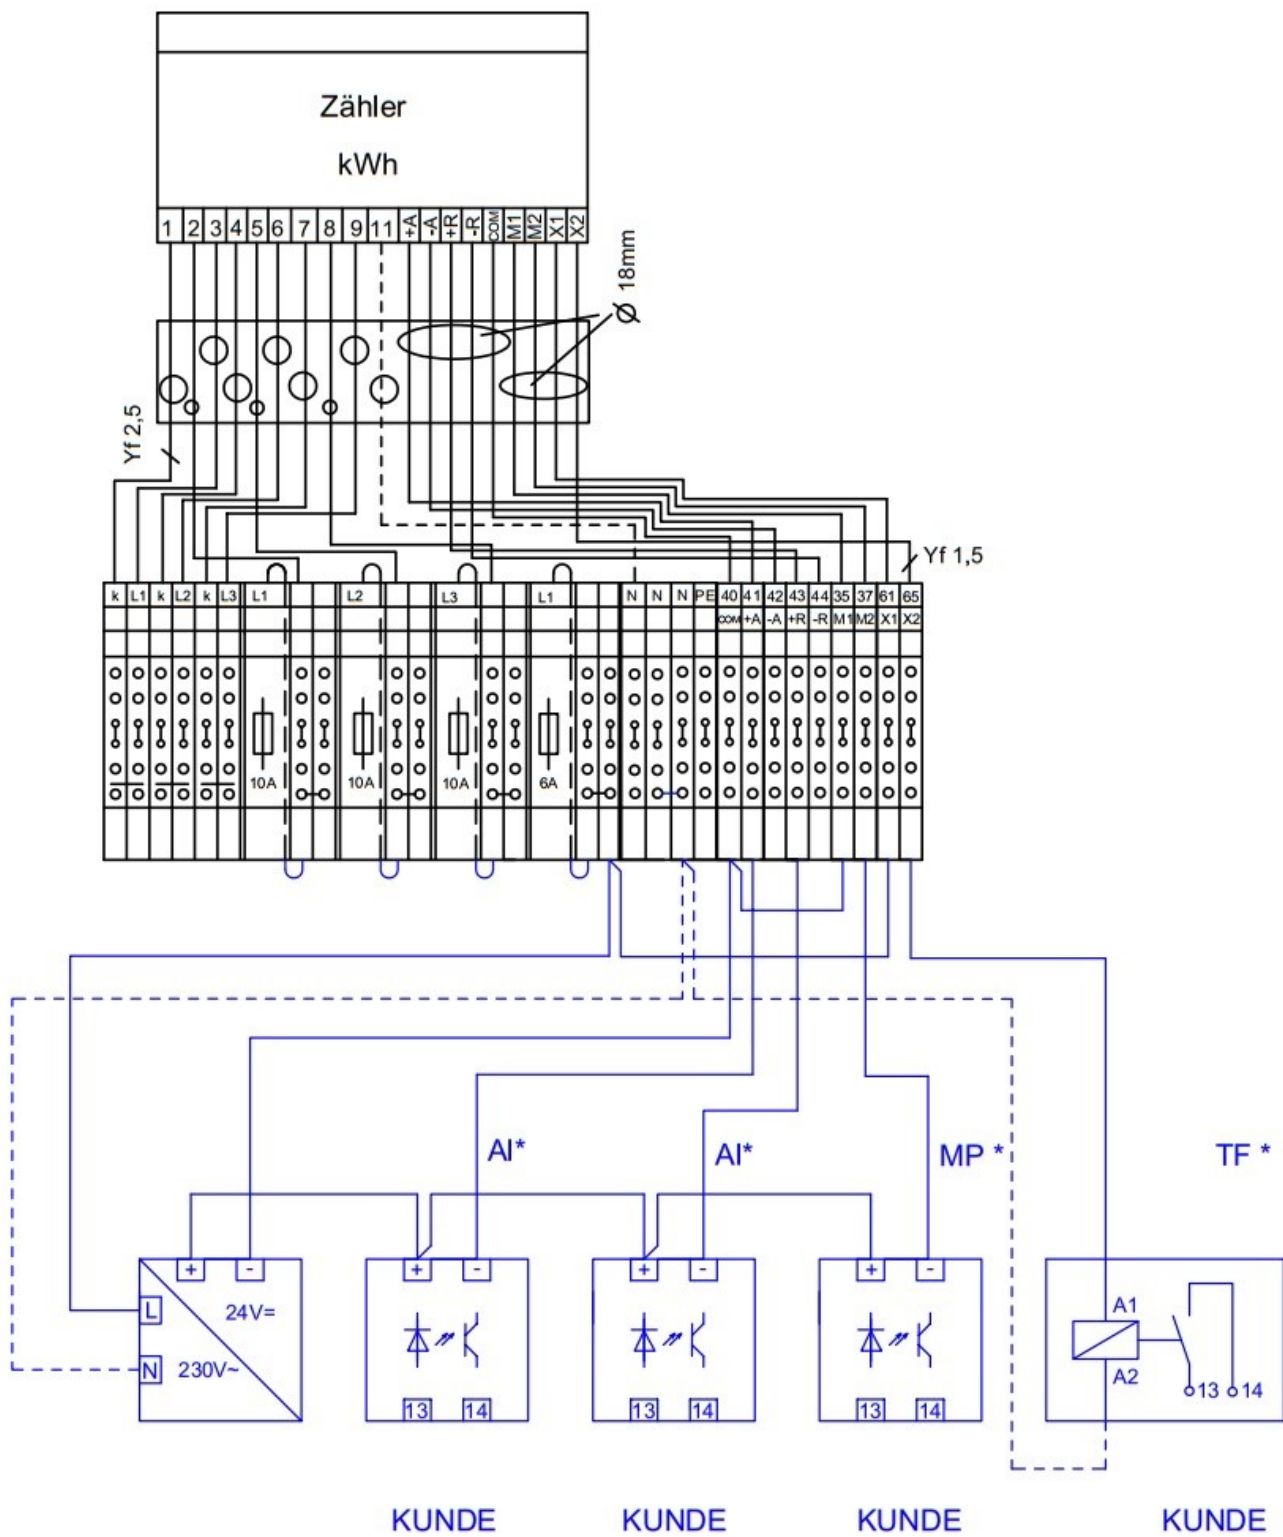 Zähler
kWh
1 2 3 4 5 6 7 8 9 11 +A -A +R -R COM M1 M2 X1 X2
Ø 18mm
Yf 2,5
Yf 1,5
k L1 k L2 k L3 L1 L2 L3 L1 N N N PE 40 41 42 43 44 35 37 61 65
COM +A -A +R -R M1 M2 X1 X2
10A 10A 10A 6A
AI* AI* MP * TF *
+ - + - + - + -
L 24V= A1
N 230V~ A2
13 14 13 14 13 14 13 14
KUNDE KUNDE KUNDE KUNDE